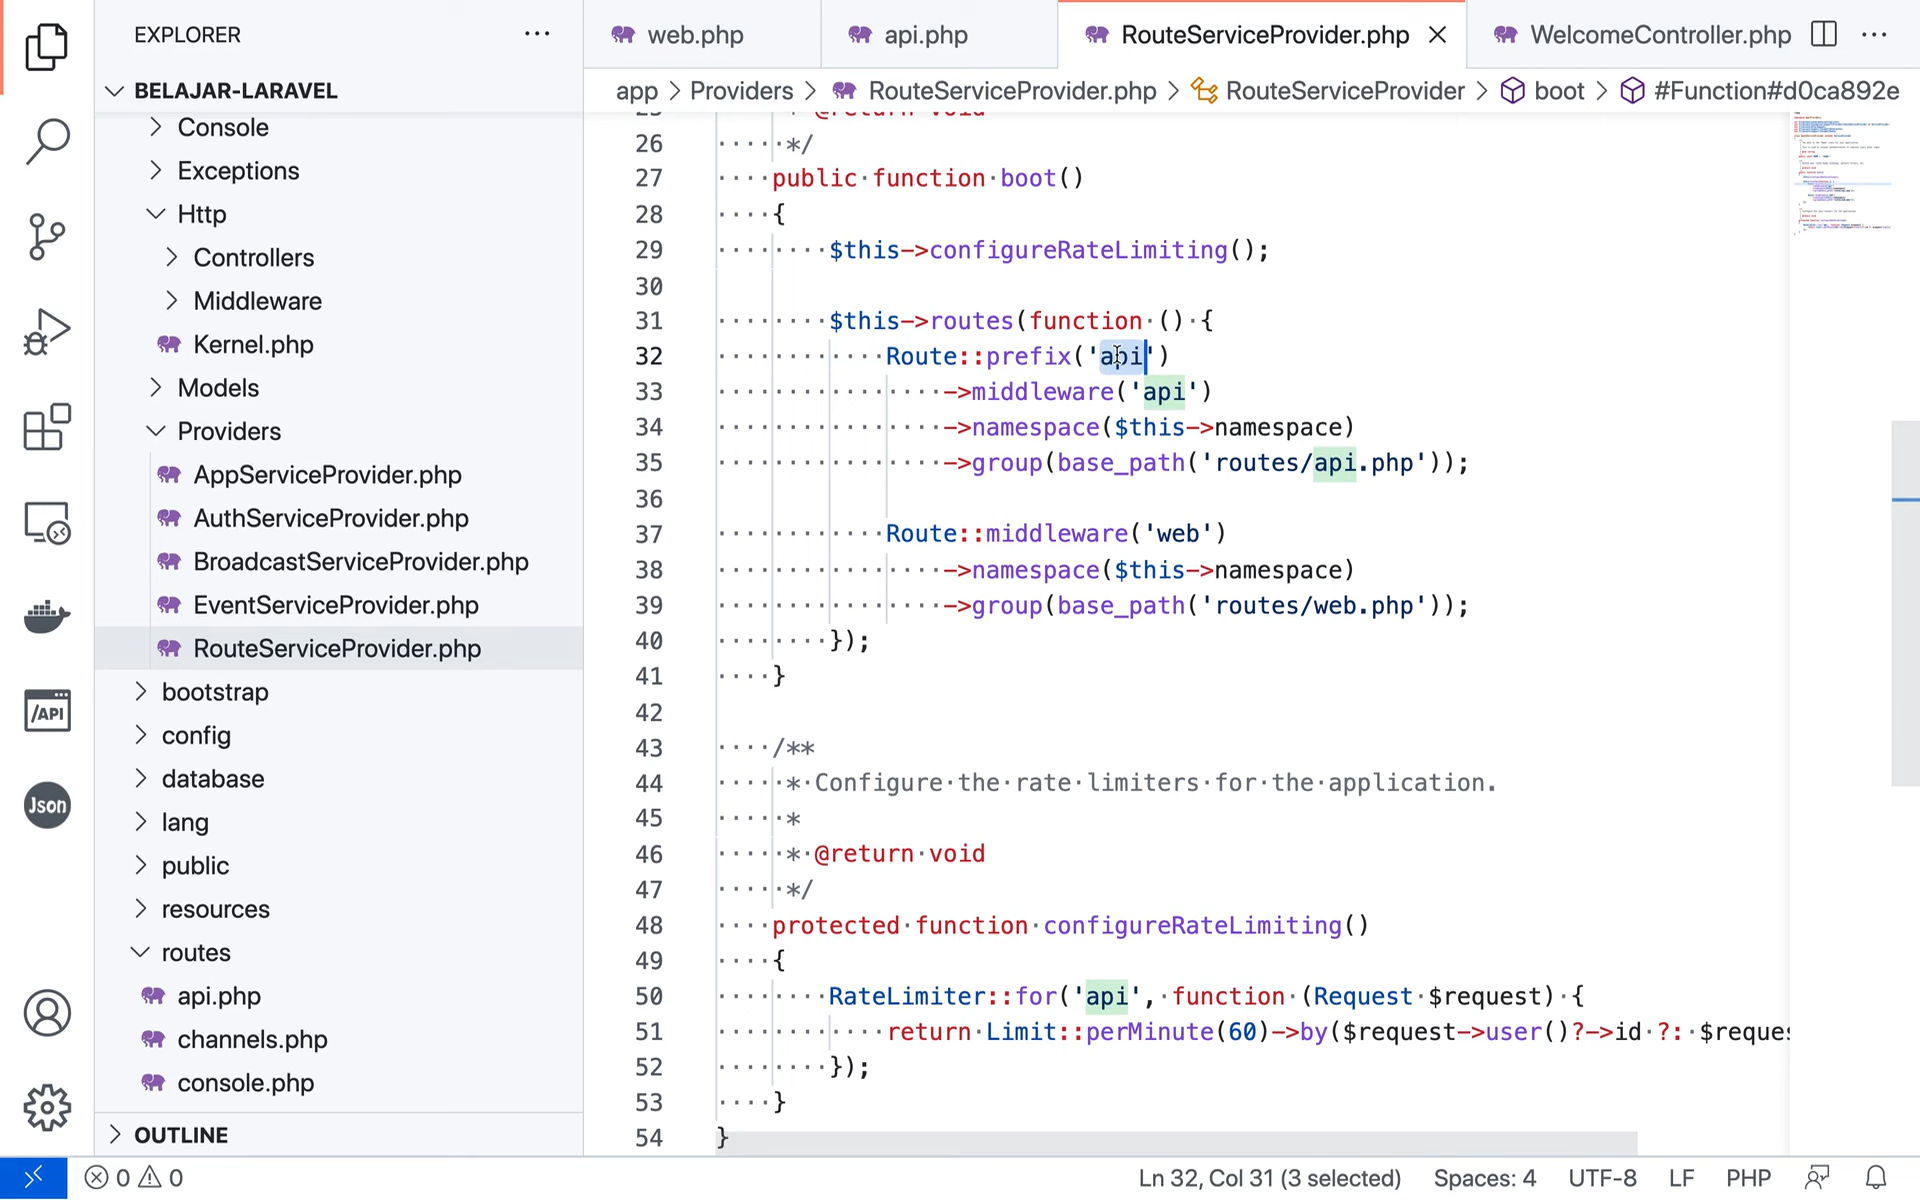 EXPLORER
BELAJAR-LARAVEL
Console
Exceptions
Http
Controllers
Middleware
Kernel.php
Models
Providers
AppServiceProvider.php
AuthServiceProvider.php
BroadcastServiceProvider.php
EventServiceProvider.php
RouteServiceProvider.php
bootstrap
config
database
lang
public
resources
routes
api.php
channels.php
console.php
OUTLINE
/API
Json
web.php api.php RouteServiceProvider.php WelcomeController.php
app > Providers > RouteServiceProvider.php > RouteServiceProvider > boot > #Function#d0ca892e
25 * @return void
26 */
27 public function boot()
28 {
29 $this->configureRateLimiting();
30
31 $this->routes(function () {
32 Route::prefix('api')
33 ->middleware('api')
34 ->namespace($this->namespace)
35 ->group(base_path('routes/api.php'));
36
37 Route::middleware('web')
38 ->namespace($this->namespace)
39 ->group(base_path('routes/web.php'));
40 });
41 }
42
43 /**
44 * Configure the rate limiters for the application.
45 *
46 * @return void
47 */
48 protected function configureRateLimiting()
49 {
50 RateLimiter::for('api', function (Request $request) {
51 return Limit::perMinute(60)->by($request->user()?->id ?: $reques
52 });
53 }
54 }
0 0 Ln 32, Col 31 (3 selected) Spaces: 4 UTF-8 LF PHP